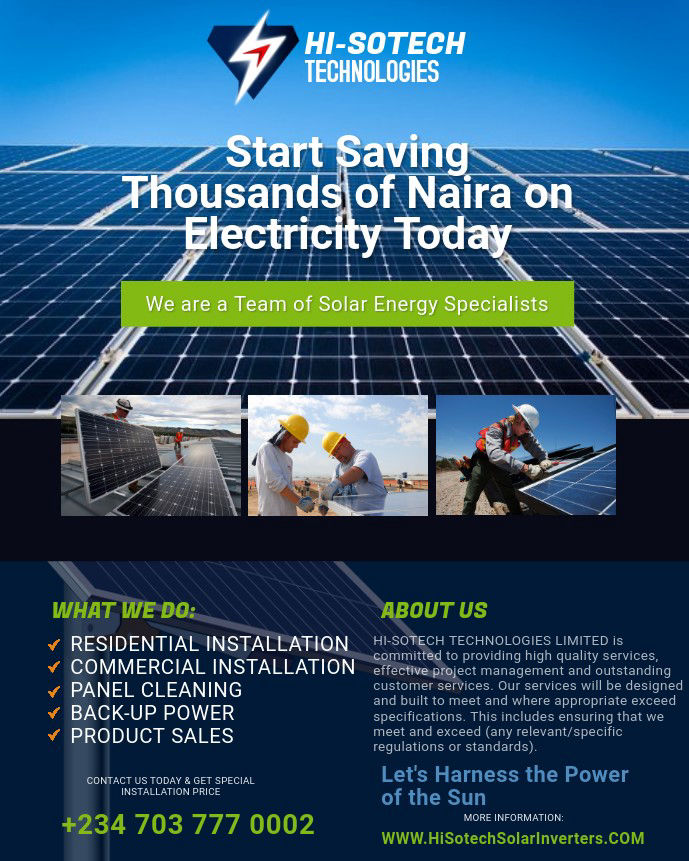 HI-SOTECH
TECHNOLOGIES
Start Saving
Thousands of Naira on
Electricity Today
We are a Team of Solar Energy Specialists
WHAT WE DO:
RESIDENTIAL INSTALLATION
COMMERCIAL INSTALLATION
PANEL CLEANING
BACK-UP POWER
PRODUCT SALES
CONTACT US TODAY & GET SPECIAL
INSTALLATION PRICE
+234 703 777 0002
ABOUT US
HI-SOTECH TECHNOLOGIES LIMITED is
committed to providing high quality services,
effective project management and outstanding
customer services. Our services will be designed
and built to meet and where appropriate exceed
specifications. This includes ensuring that we
meet and exceed (any relevant/specific
regulations or standards).
Let's Harness the Power
of the Sun
MORE INFORMATION:
WWW.HiSotechSolarInverters.COM